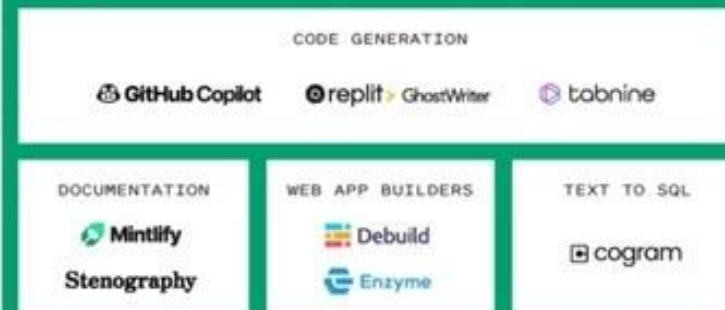 CODE GENERATION
GitHub Copilot
replit GhostWriter
tabnine
DOCUMENTATION
Mintlify
Stenography
WEB APP BUILDERS
Debuild
Enzyme
TEXT TO SQL
cogram